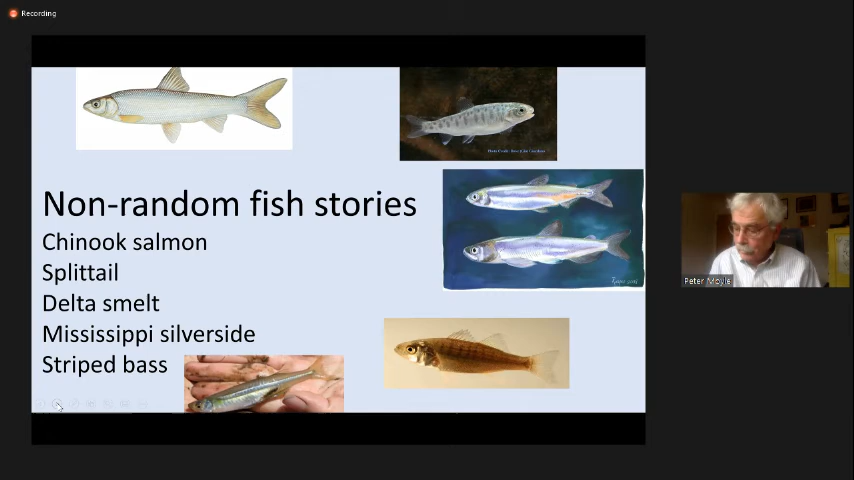 Recording
Non-random fish stories
Chinook salmon
Splittail
Delta smelt
Mississippi silverside
Striped bass
Peter Moyle